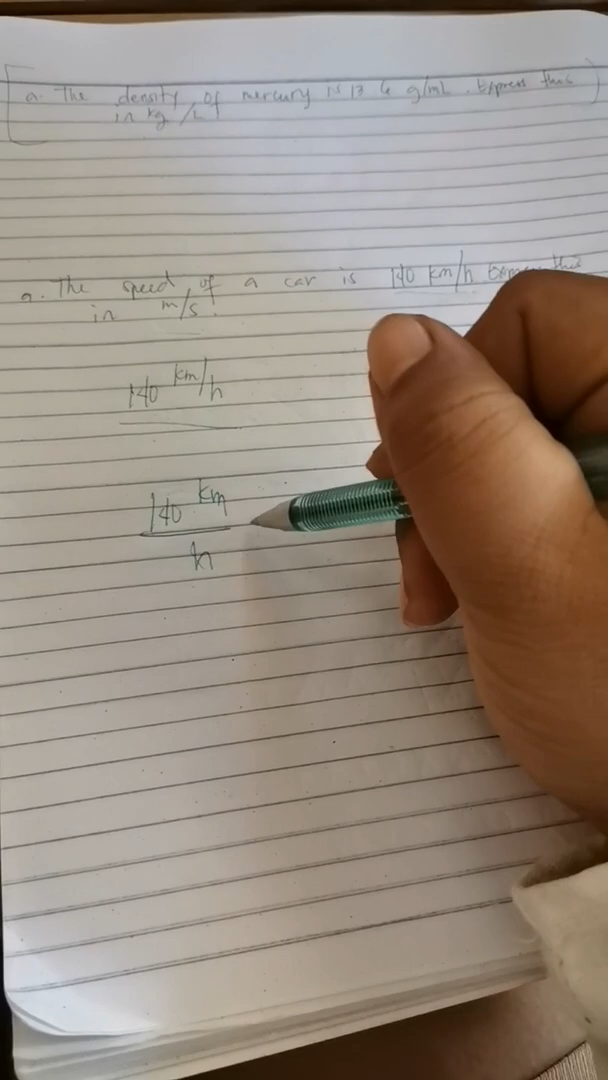 a. The density of mercury is 13 6 g/mL. Express this
in kg/L
a. The speed of a car is 140 km/h this
in m/s.
140 km/h
140 km
h